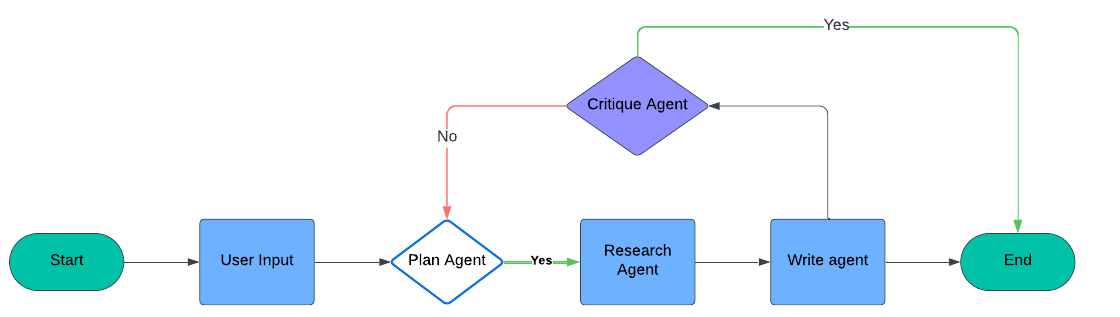 Yes
Critique Agent
No
Start
User Input
Plan Agent
Yes
Research
Agent
Write agent
End